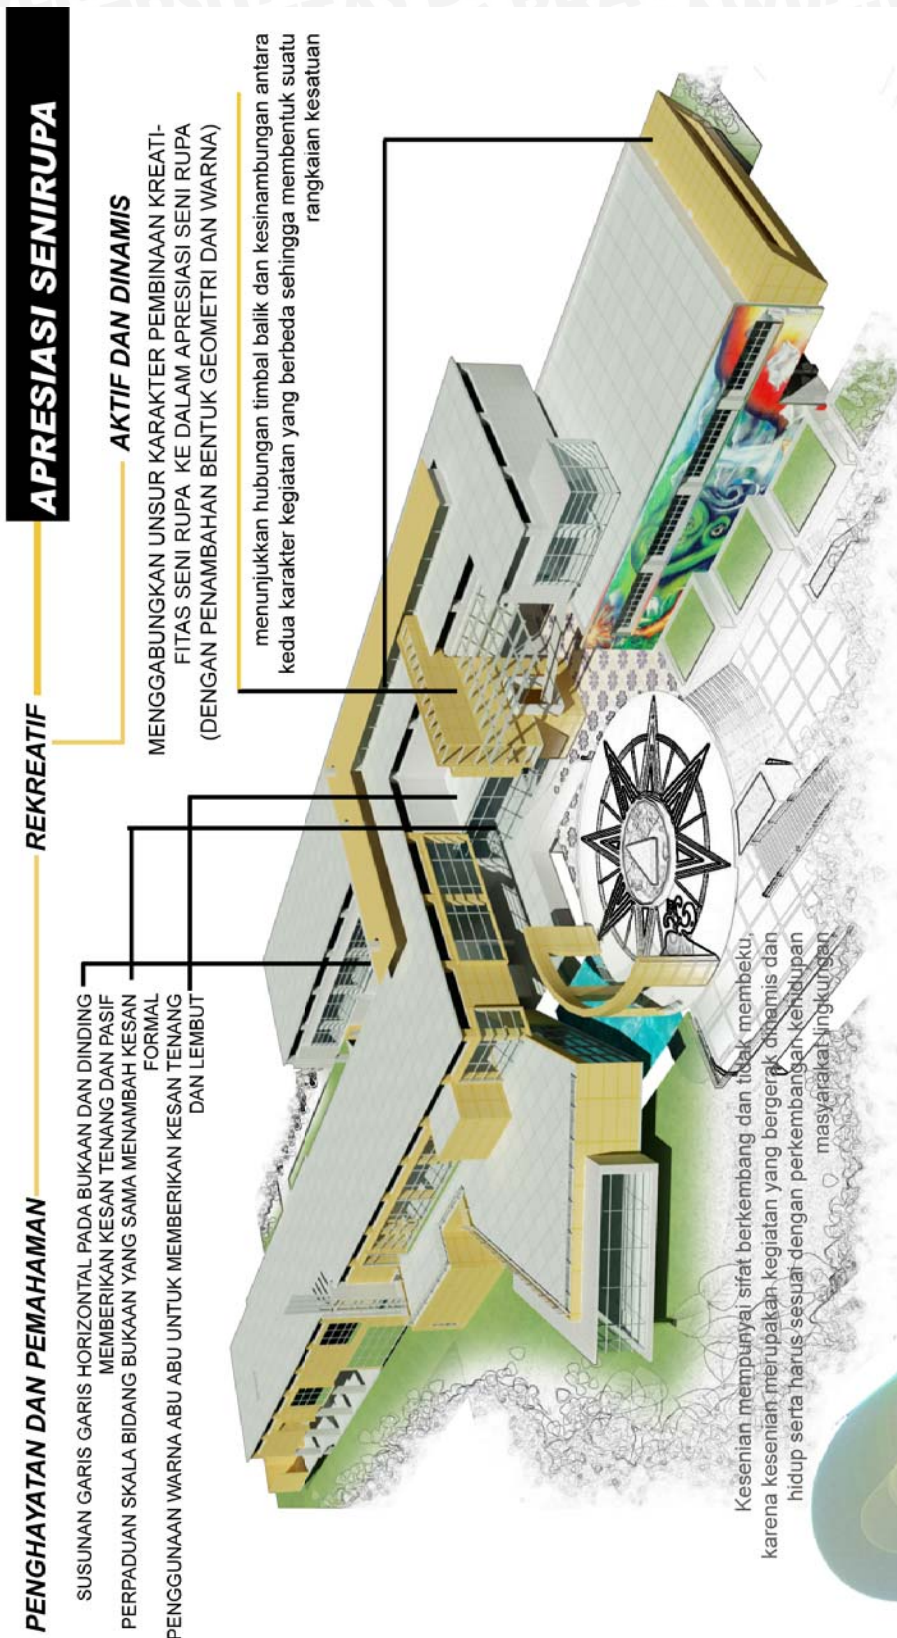 APRESIASI SENIRUPA
PENGHAYATAN DAN PEMAHAMAN
REKREATIF
AKTIF DAN DINAMIS
SUSUNAN GARIS GARIS HORIZONTAL PADA BUKAAN DAN DINDING
MEMBERIKAN KESAN TENANG DAN PASIF
PERPADUAN SKALA BIDANG BUKAAN YANG SAMA MENAMBAH KESAN
FORMAL
PENGGUNAAN WARNA ABU ABU UNTUK MEMBERIKAN KESAN TENANG
DAN LEMBUT
MENGGABUNGKAN UNSUR KARAKTER PEMBINAAN KREATI-
FITAS SENI RUPA KE DALAM APRESIASI SENI RUPA
(DENGAN PENAMBAHAN BENTUK GEOMETRI DAN WARNA)
menunjukkan hubungan timbal balik dan kesinambungan antara
kedua karakter kegiatan yang berbeda sehingga membentuk suatu
rangkaian kesatuan
Kesenian mempunyai sifat berkembang dan tidak membeku,
karena kesenian merupakan kegiatan yang bergerak dinamis dan
hidup serta harus sesuai dengan perkembangan kehidupan
masyarakat lingkungan